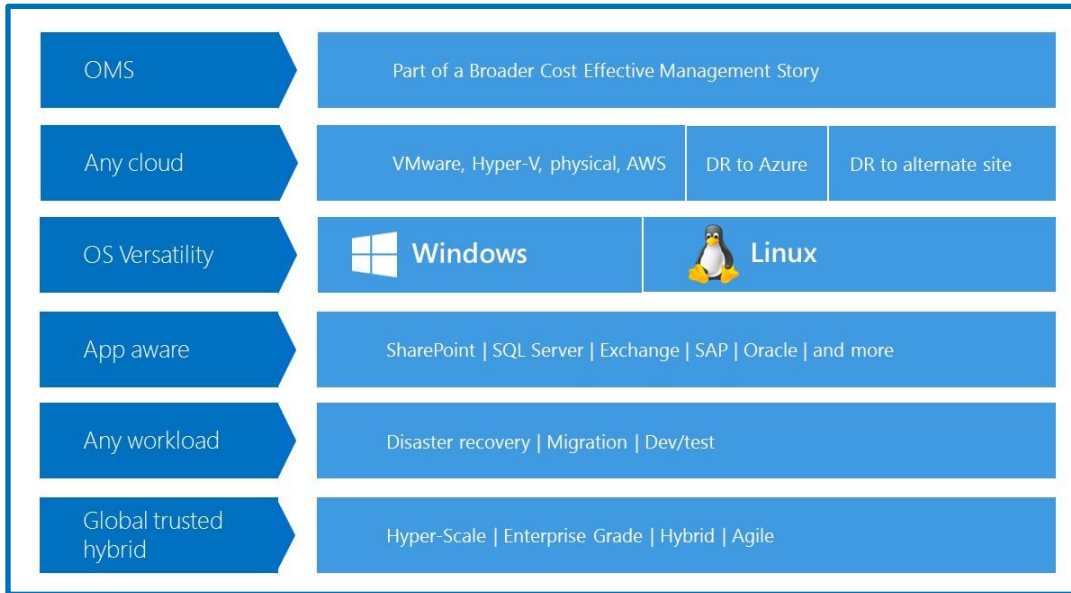 OMS
Part of a Broader Cost Effective Management Story
Any cloud
VMware, Hyper-V, physical, AWS
DR to Azure
DR to alternate site
OS Versatility
Windows
Linux
App aware
SharePoint | SQL Server | Exchange | SAP | Oracle | and more
Any workload
Disaster recovery | Migration | Dev/test
Global trusted
hybrid
Hyper-Scale | Enterprise Grade | Hybrid | Agile